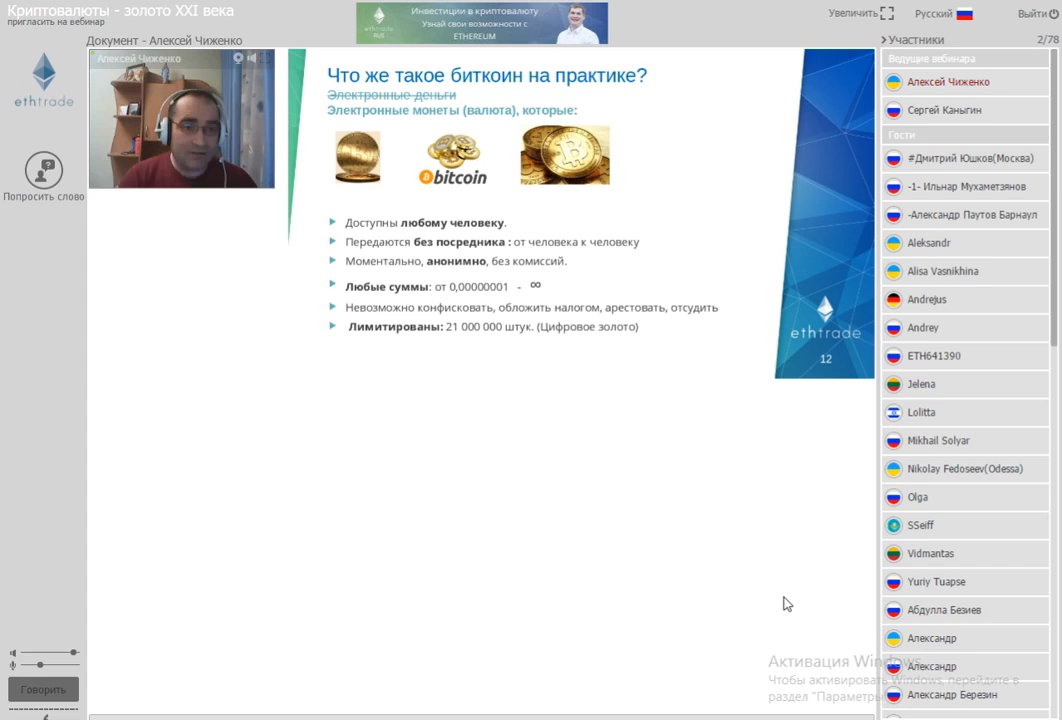 Криптовалюты - золото XXI века
пригласить на вебинар
ethtrade
RUS
Инвестиции в криптовалюту
Узнай свои возможности с
ETHEREUM
Увеличить
Русский
Выйти
Документ - Алексей Чиженко
Участники 2/78
ethtrade
Попросить слово
Говорить
Алексей Чиженко
Что же такое биткоин на практике?
Электронные деньги
Электронные монеты (валюта), которые:
bitcoin
Доступны любому человеку.
Передаются без посредника : от человека к человеку
Моментально, анонимно, без комиссий.
Любые суммы: от 0,00000001 - ∞
Невозможно конфисковать, обложить налогом, арестовать, отсудить
Лимитированы: 21 000 000 штук. (Цифровое золото)
ethtrade
12
Ведущие вебинара
Алексей Чиженко
Сергей Каныгин
Гости
#Дмитрий Юшков(Москва)
-1- Ильнар Мухаметзянов
-Александр Паутов Барнаул
Aleksandr
Alisa Vasnikhina
Andrejus
Andrey
ETH641390
Jelena
Lolitta
Mikhail Solyar
Nikolay Fedoseev(Odessa)
Olga
SSeiff
Vidmantas
Yuriy Tuapse
Абдулла Безиев
Александр
Александр
Александр Березин
Активация Windows
Чтобы активировать Windows, перейдите в
раздел "Параметры